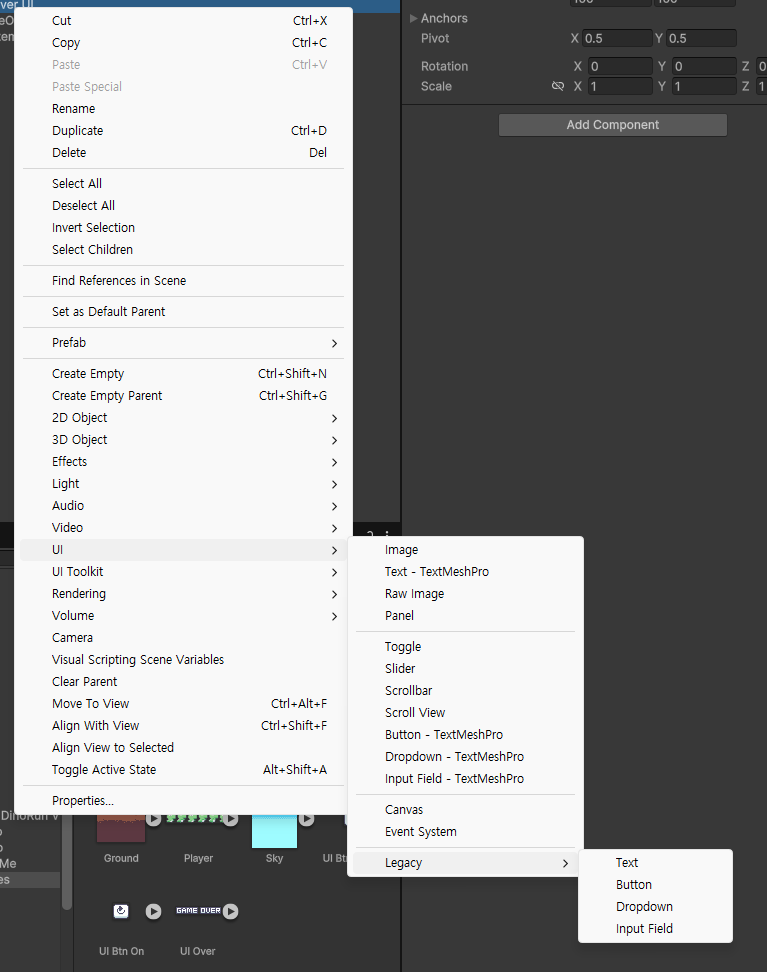 ver UI
Cut Ctrl+X
Copy Ctrl+C
Paste Ctrl+V
Paste Special
Rename
Duplicate Ctrl+D
Delete Del
Select All
Deselect All
Invert Selection
Select Children
Find References in Scene
Set as Default Parent
Prefab
Create Empty Ctrl+Shift+N
Create Empty Parent Ctrl+Shift+G
2D Object
3D Object
Effects
Light
Audio
Video
UI
UI Toolkit
Rendering
Volume
Camera
Visual Scripting Scene Variables
Clear Parent
Move To View Ctrl+Alt+F
Align With View Ctrl+Shift+F
Align View to Selected
Toggle Active State Alt+Shift+A
Properties...
Anchors
Pivot X 0.5 Y 0.5
Rotation X 0 Y 0 Z 0
Scale X 1 Y 1 Z 1
Add Component
Image
Text - TextMeshPro
Raw Image
Panel
Toggle
Slider
Scrollbar
Scroll View
Button - TextMeshPro
Dropdown - TextMeshPro
Input Field - TextMeshPro
Canvas
Event System
Legacy
Text
Button
Dropdown
Input Field
DinoRun
Me
es
Ground Player Sky UI
GAME OVER
UI Btn On UI Over